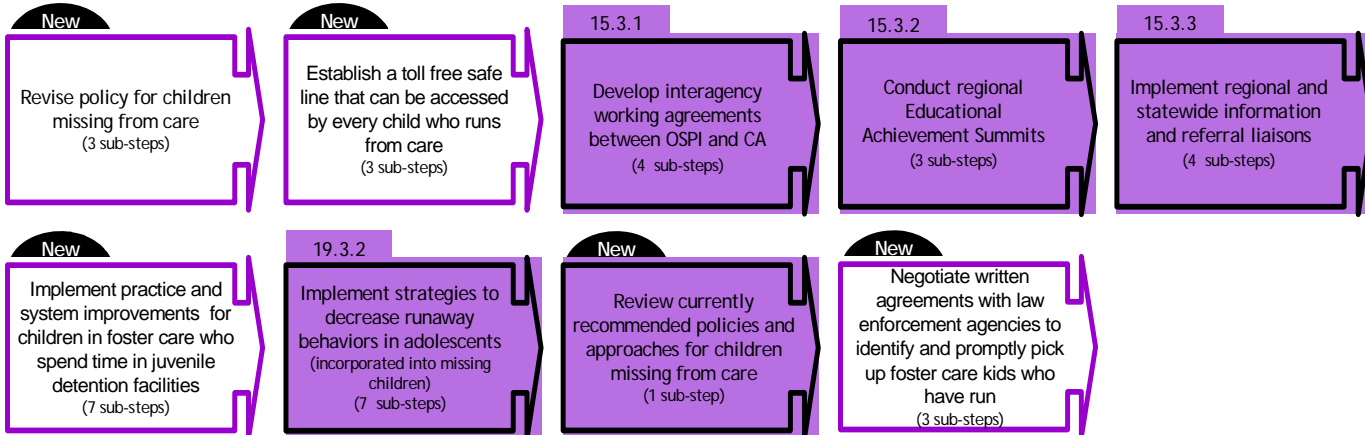 New
Revise policy for children
missing from care
(3 sub-steps)
New
Establish a toll free safe
line that can be accessed
by every child who runs
from care
(3 sub-steps)
15.3.1
Develop interagency
working agreements
between OSPI and CA
(4 sub-steps)
15.3.2
Conduct regional
Educational
Achievement Summits
(3 sub-steps)
15.3.3
Implement regional and
statewide information
and referral liaisons
(4 sub-steps)
New
Implement practice and
system improvements for
children in foster care who
spend time in juvenile
detention facilities
(7 sub-steps)
19.3.2
Implement strategies to
decrease runaway
behaviors in adolescents
(incorporated into missing
children)
(7 sub-steps)
New
Review currently
recommended policies and
approaches for children
missing from care
(1 sub-step)
New
Negotiate written
agreements with law
enforcement agencies to
identify and promptly pick
up foster care kids who
have run
(3 sub-steps)